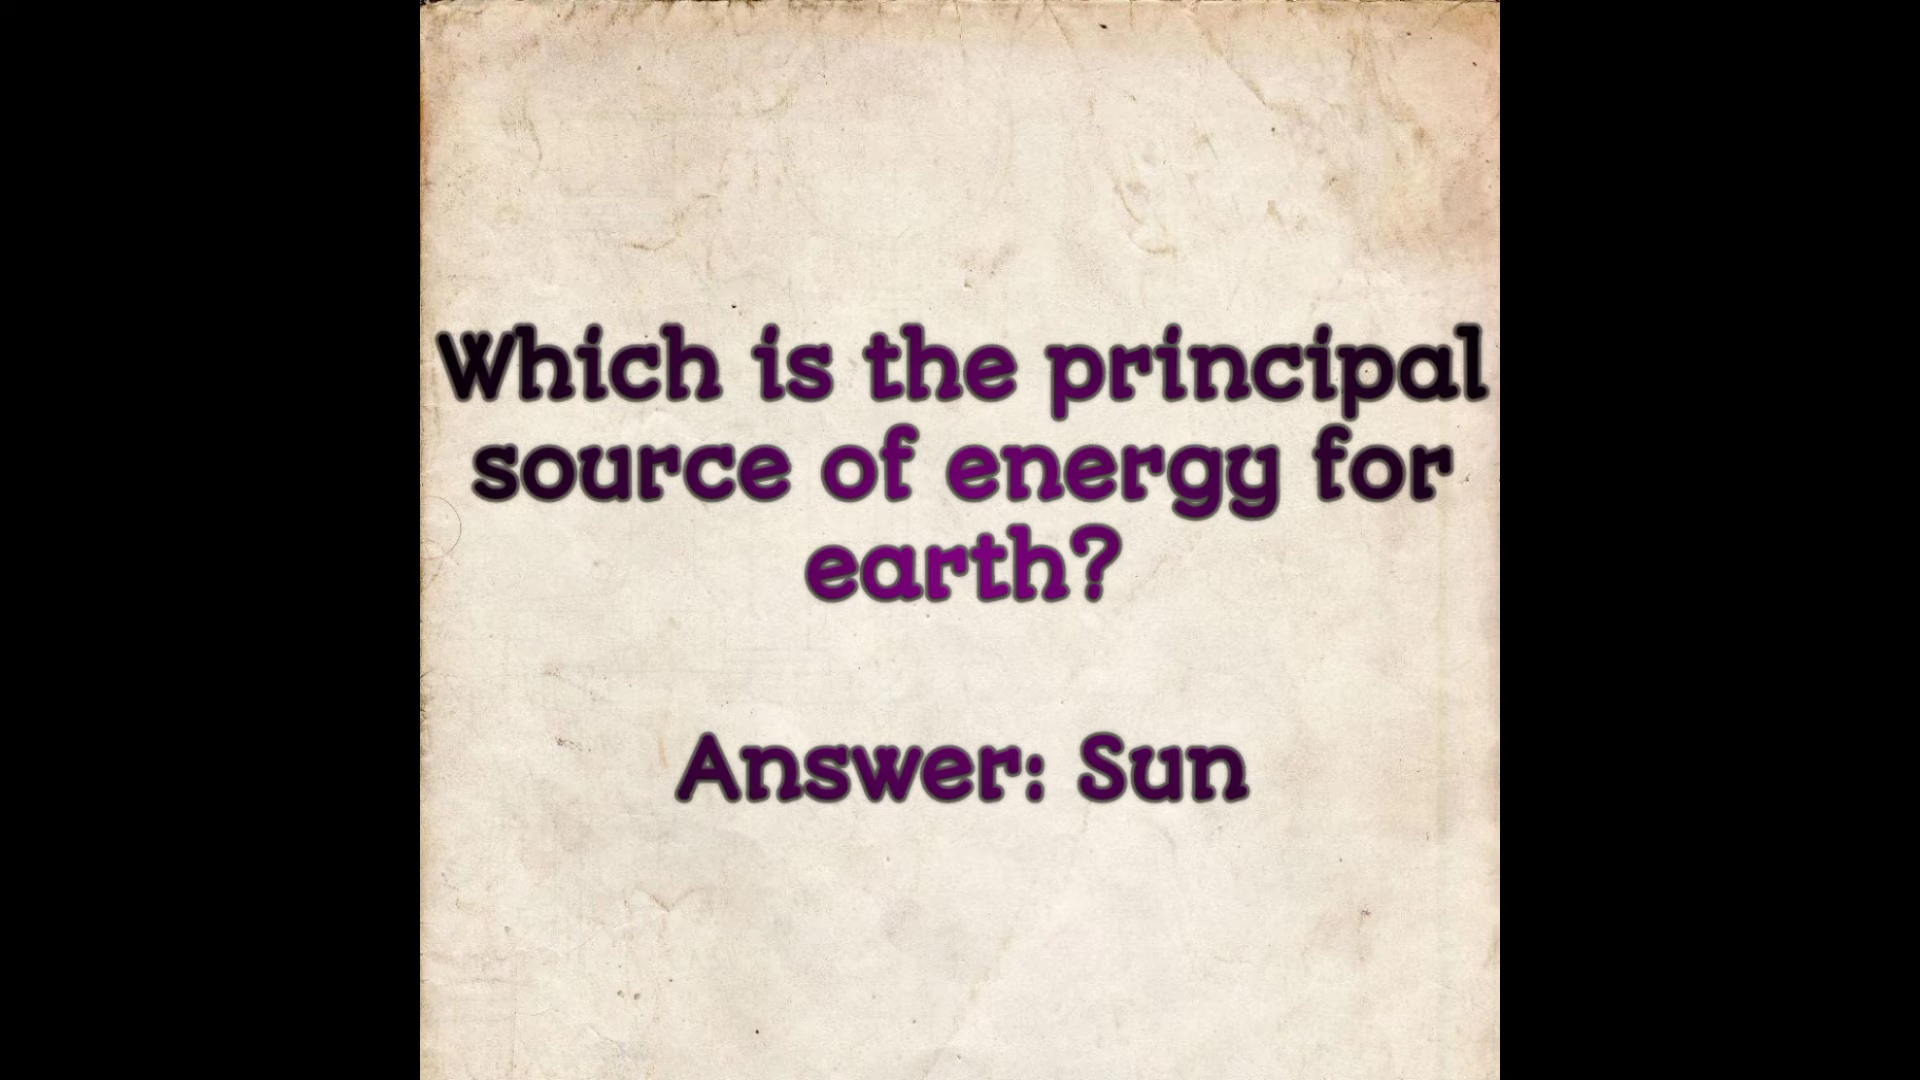 Which is the principal
source of energy for
earth?
Answer: Sun